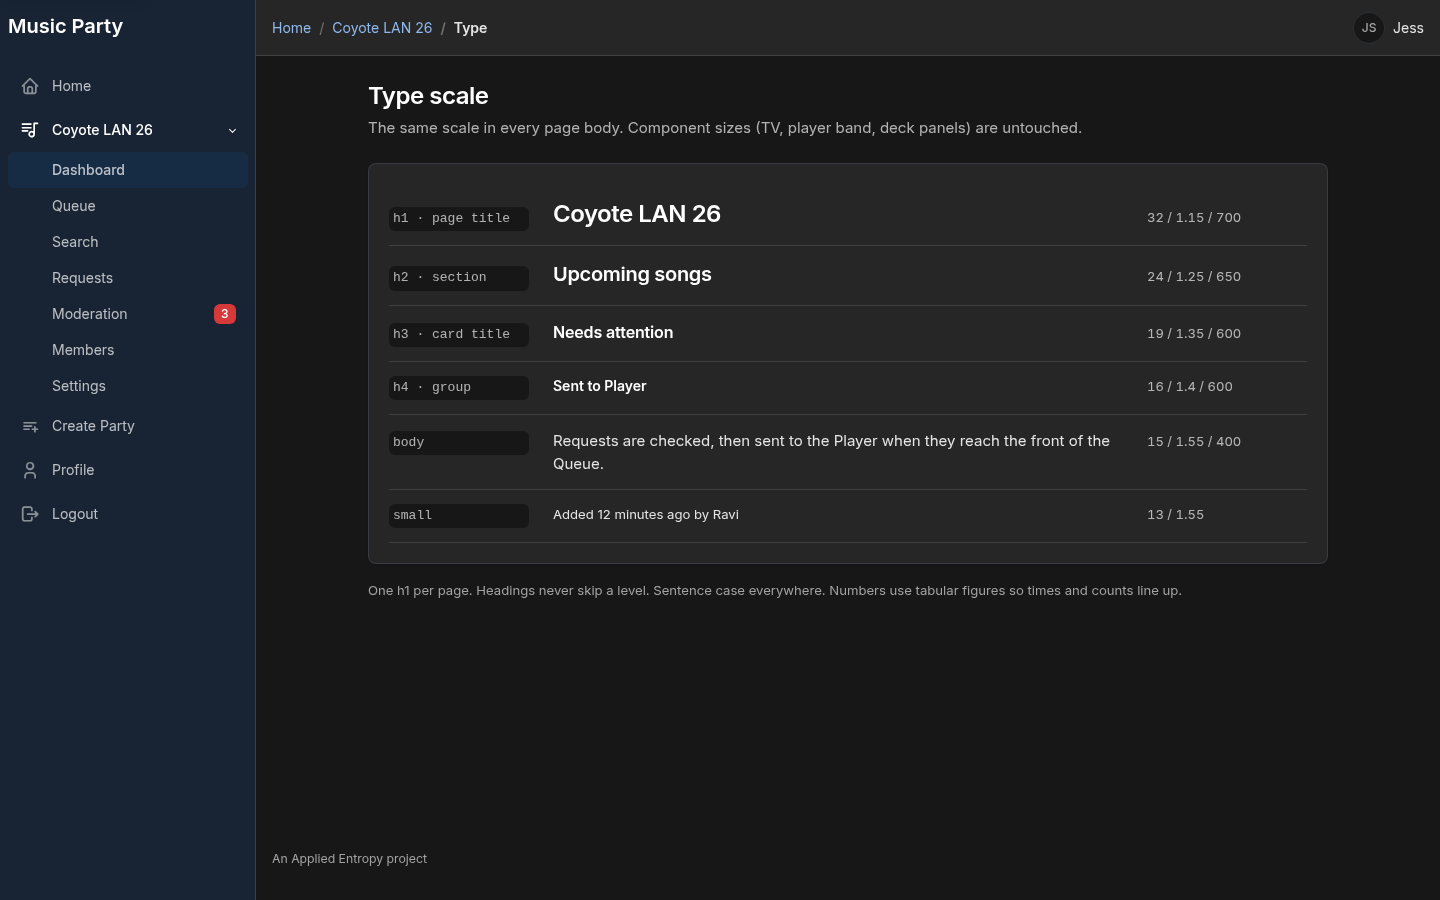 Music Party
Home / Coyote LAN 26 / Type
JS Jess
Home
Coyote LAN 26
Dashboard
Queue
Search
Requests
Moderation 3
Members
Settings
Create Party
Profile
Logout
Type scale
The same scale in every page body. Component sizes (TV, player band, deck panels) are untouched.
h1 · page title Coyote LAN 26 32 / 1.15 / 700
h2 · section Upcoming songs 24 / 1.25 / 650
h3 · card title Needs attention 19 / 1.35 / 600
h4 · group Sent to Player 16 / 1.4 / 600
body Requests are checked, then sent to the Player when they reach the front of the 15 / 1.55 / 400
Queue.
small Added 12 minutes ago by Ravi 13 / 1.55
One h1 per page. Headings never skip a level. Sentence case everywhere. Numbers use tabular figures so times and counts line up.
An Applied Entropy project